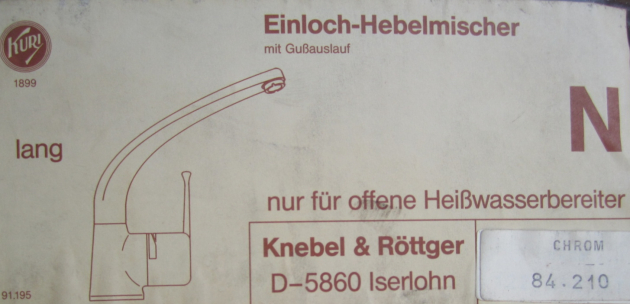 KURI
1899
Einloch-Hebelmischer
mit Gußauslauf
lang
N
nur für offene Heißwasserbereiter
Knebel & Röttger
D-5860 Iserlohn
CHROM
84.210
91.195